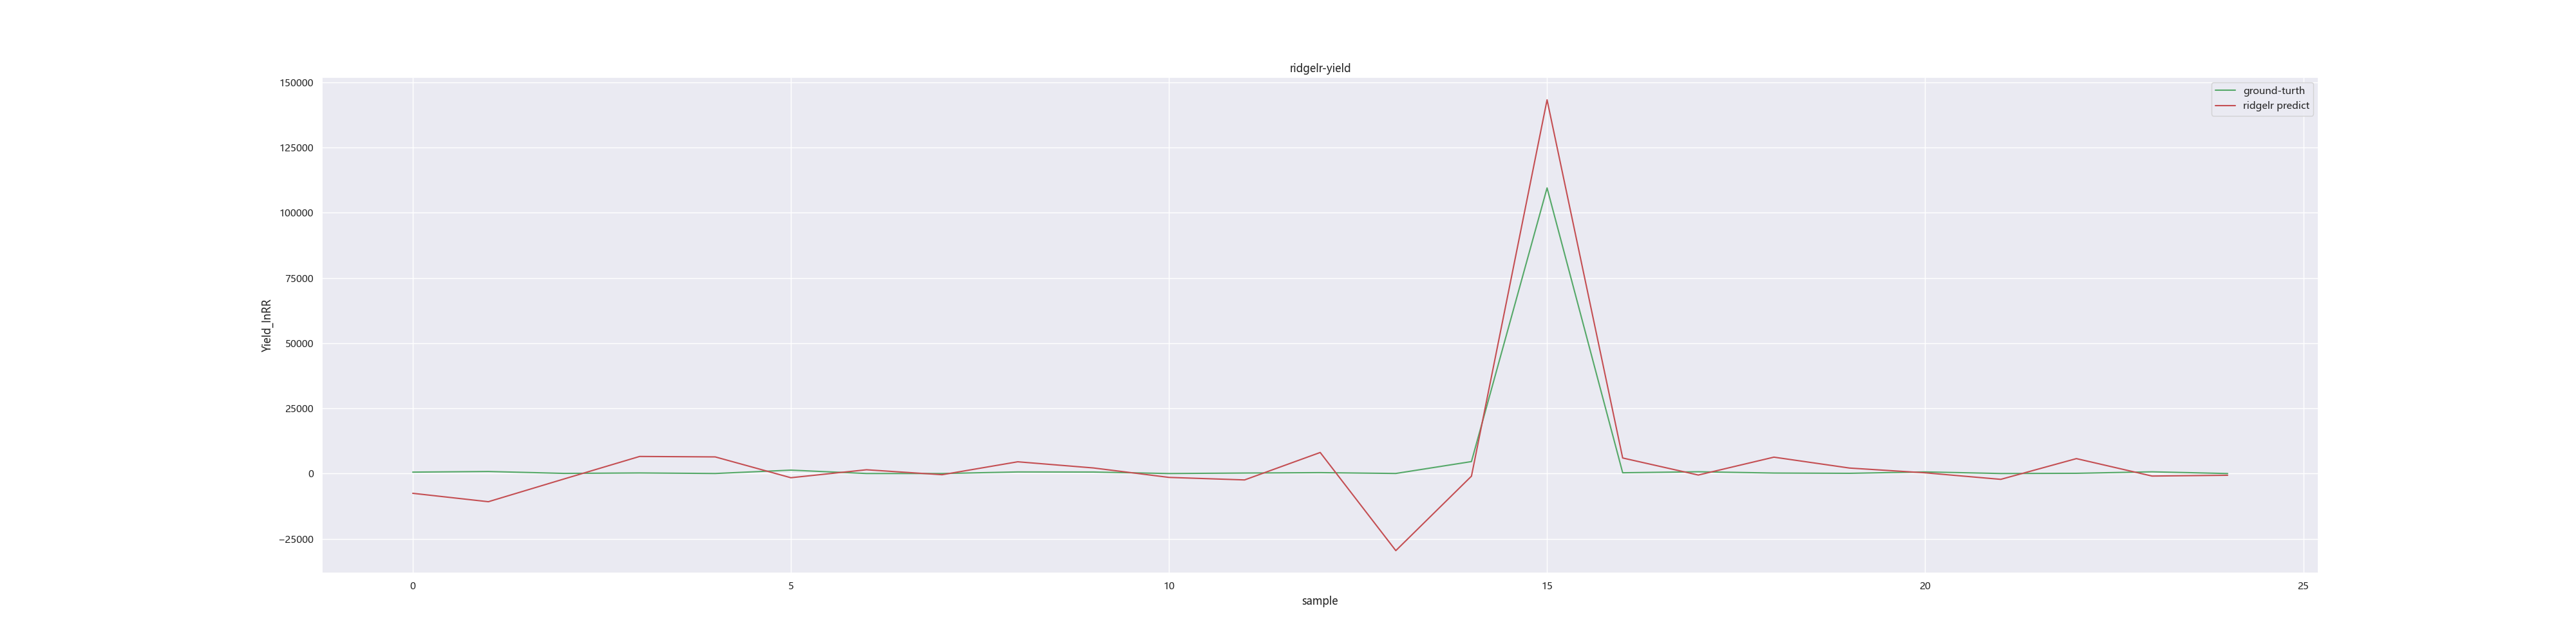 ridgelr-yield
150000
125000
100000
75000
50000
25000
0
−25000
Yield_lnRR
ground-turth
ridgelr predict
0 5 10 15 20 25
sample